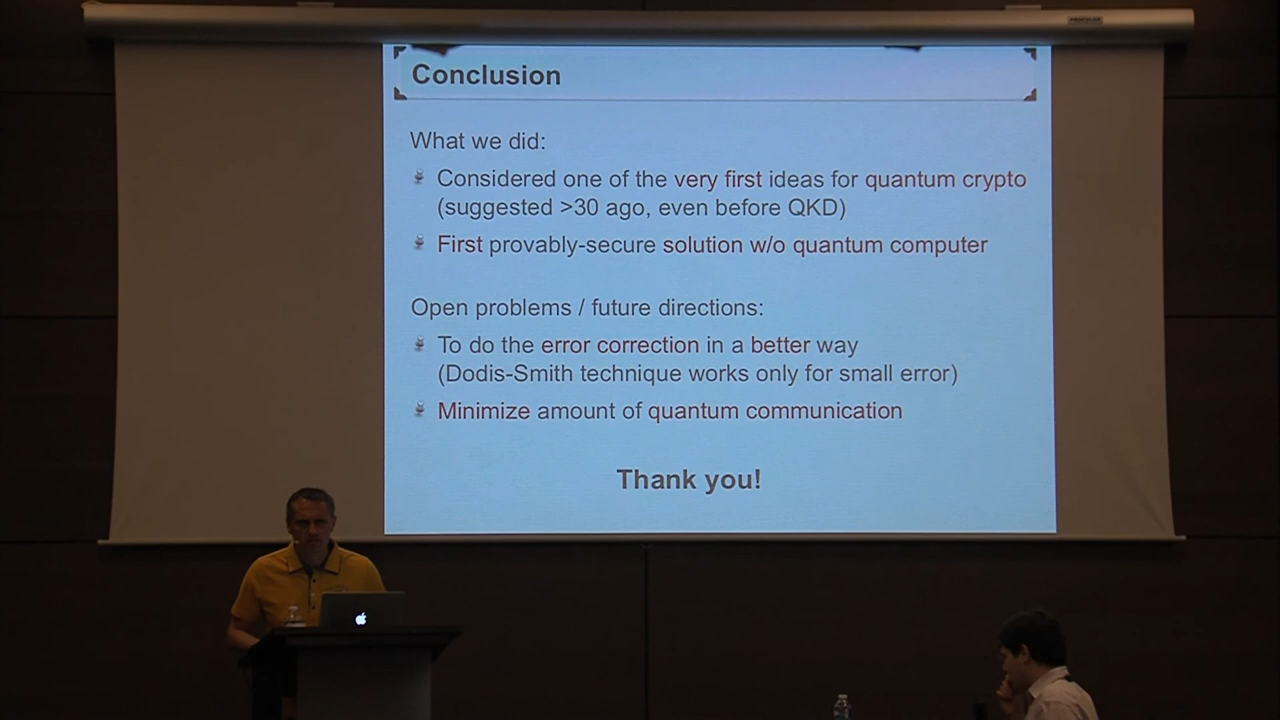 Conclusion
What we did:
Considered one of the very first ideas for quantum crypto
(suggested >30 ago, even before QKD)
First provably-secure solution w/o quantum computer
Open problems / future directions:
To do the error correction in a better way
(Dodis-Smith technique works only for small error)
Minimize amount of quantum communication
Thank you!